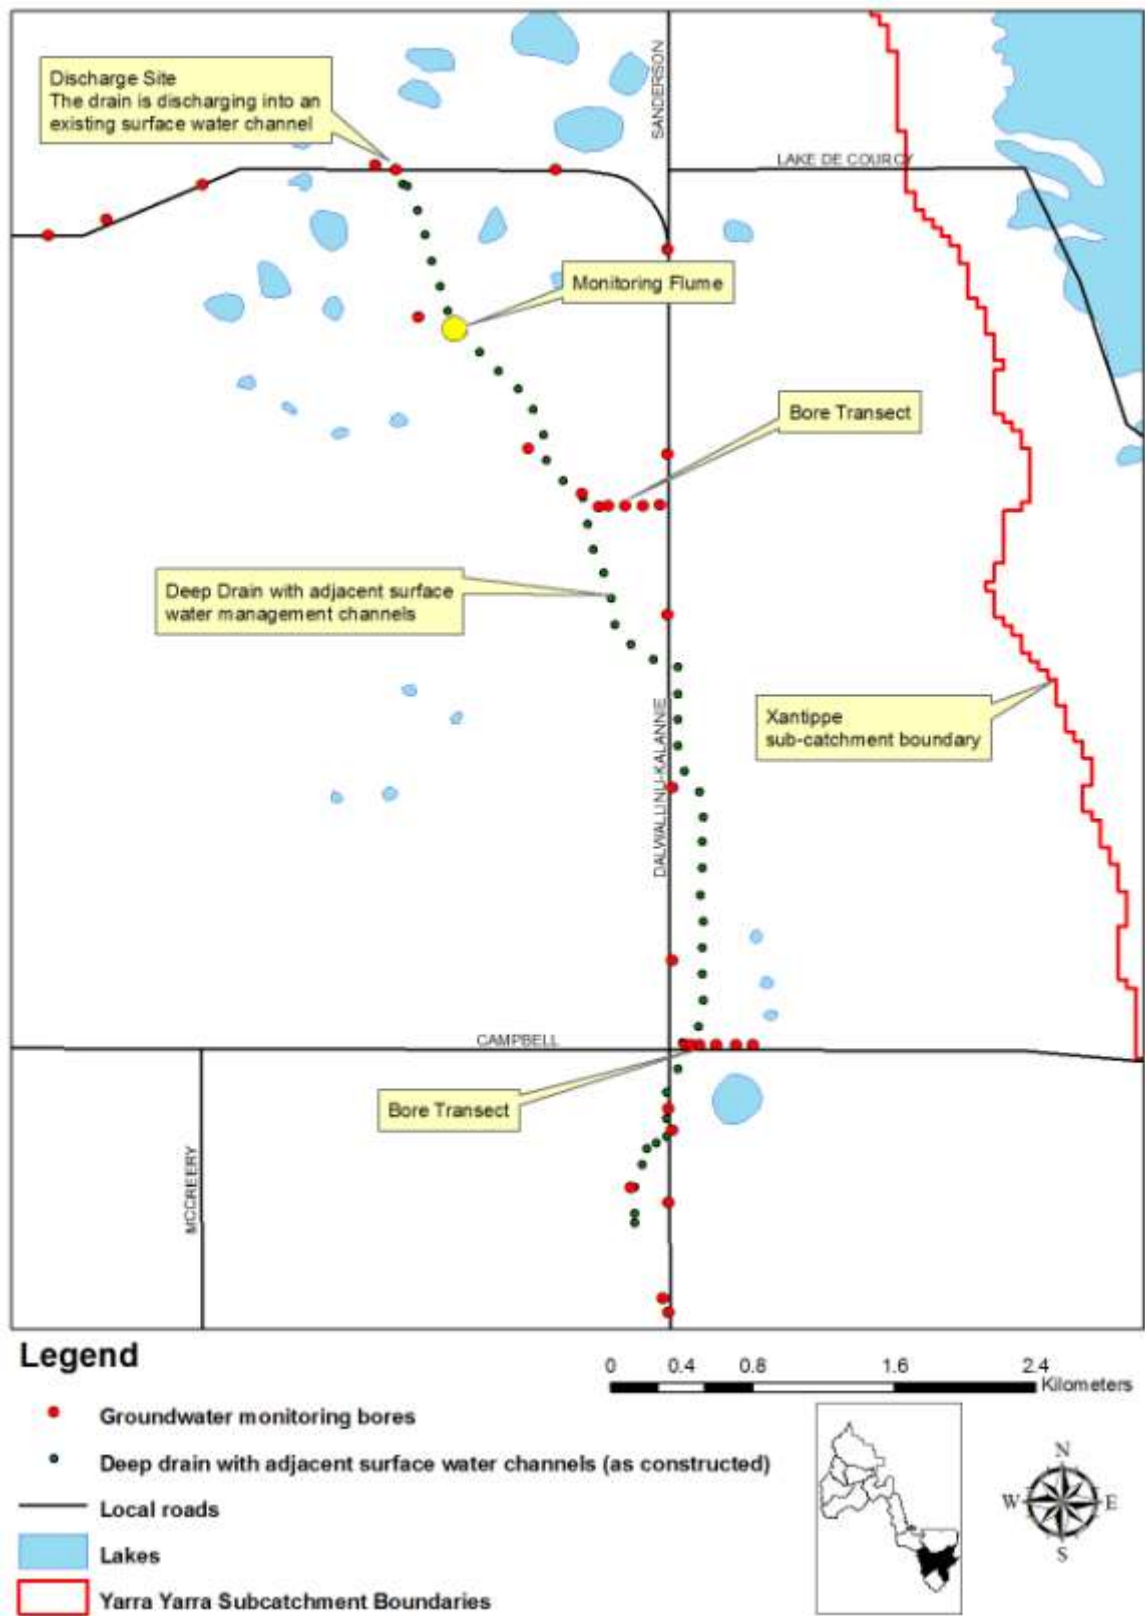 SANDERSON
Discharge Site
The drain is discharging into an
existing surface water channel
LAKE DE COURCY
Monitoring Flume
Bore Transect
Deep Drain with adjacent surface
water management channels
Xantippe
sub-catchment boundary
DALWALLINU-KALANNIE
CAMPBELL
Bore Transect
MCCREERY
Legend
0 0.4 0.8 1.6 2.4
Kilometers
Groundwater monitoring bores
Deep drain with adjacent surface water channels (as constructed)
Local roads
Lakes
Yarra Yarra Subcatchment Boundaries
N
W E
S